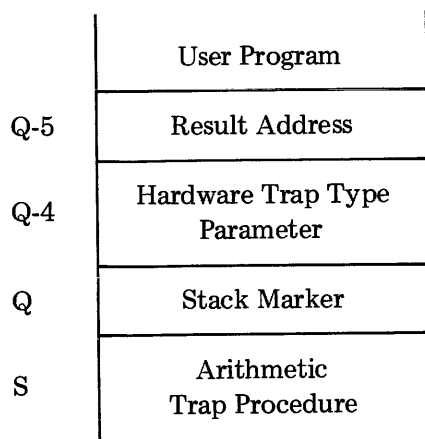 User Program
Q-5 Result Address
Q-4 Hardware Trap Type
Parameter
Q Stack Marker
S Arithmetic
Trap Procedure